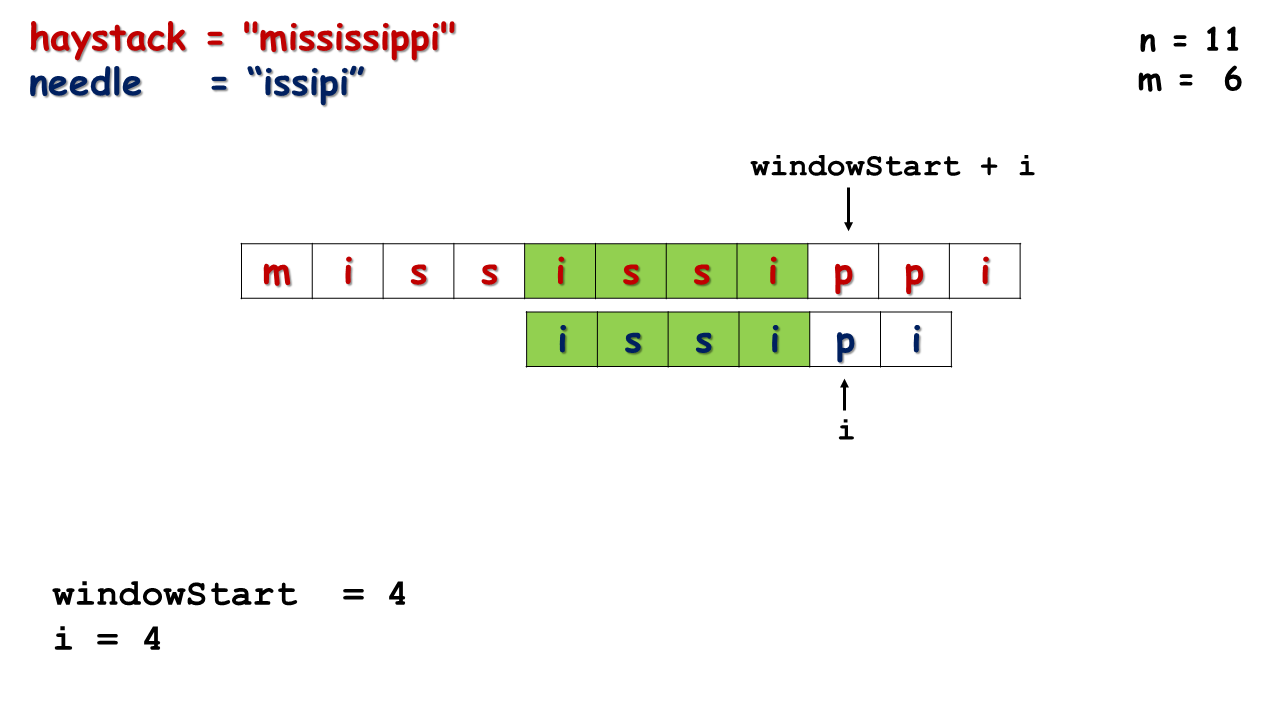 haystack = "mississippi"
needle = “issipi”
n = 11
m = 6
windowStart + i
m i s s i s s i p p i
i s s i p i
i
windowStart = 4
i = 4